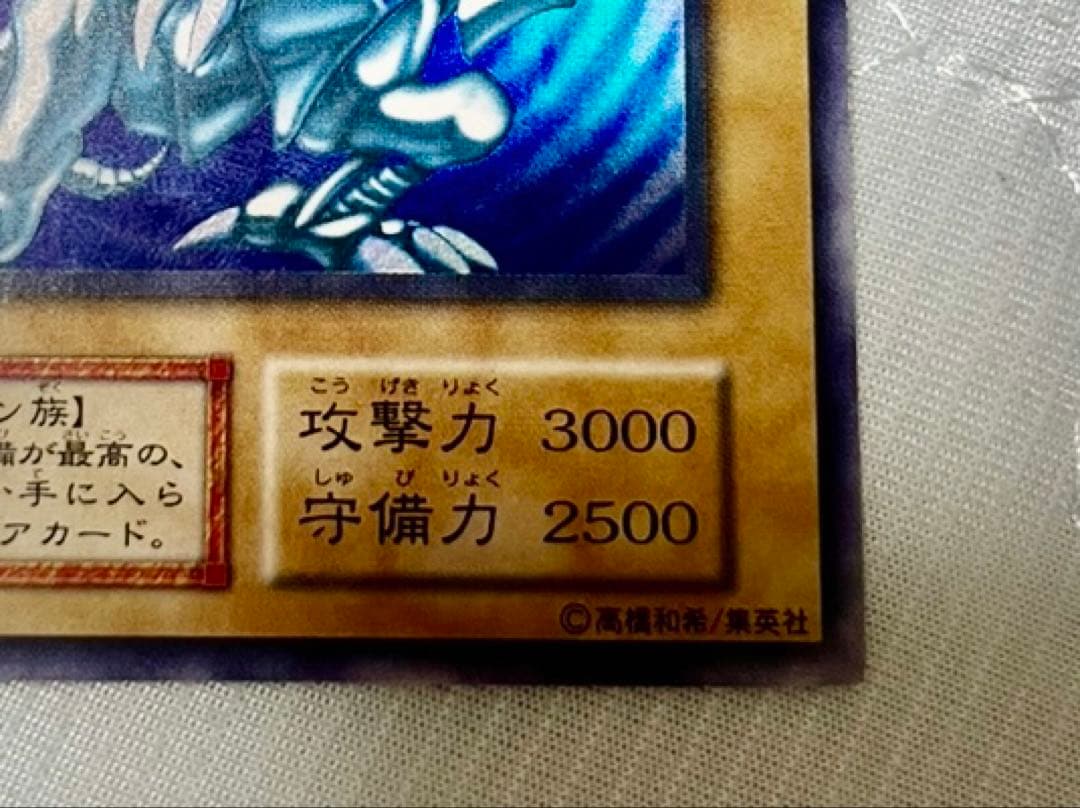 ン族】
備が最高の、
い手に入ら
アカード。
こうげきりょく
攻撃力 3000
しゅびりょく
守備力 2500
©高橋和希/集英社